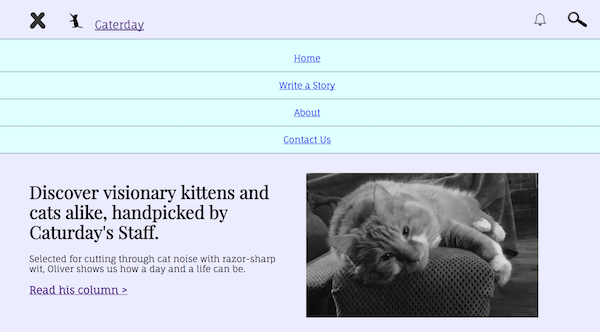 Caterday
Home
Write a Story
About
Contact Us
Discover visionary kittens and
cats alike, handpicked by
Caturday's Staff.
Selected for cutting through cat noise with razor-sharp
wit, Oliver shows us how a day and a life can be.
Read his column >